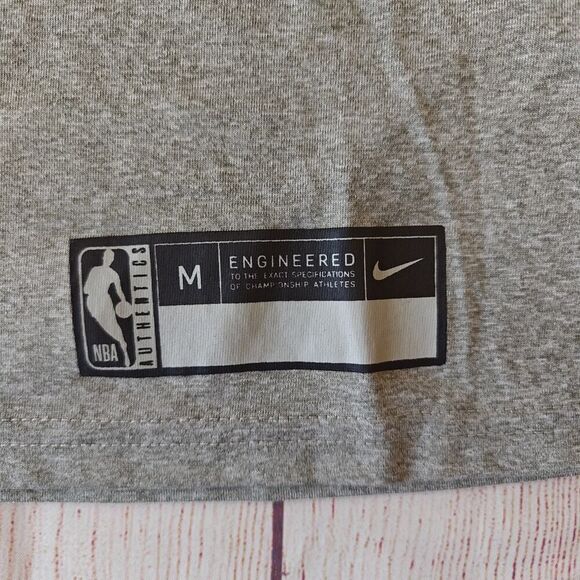 NBA
AUTHENTICS
M
ENGINEERED
TO THE EXACT SPECIFICATIONS
OF CHAMPIONSHIP ATHLETES